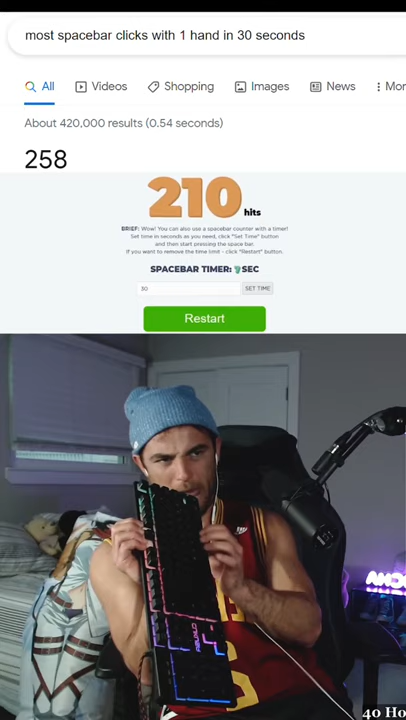 most spacebar clicks with 1 hand in 30 seconds
All Videos Shopping Images News Mor
About 420,000 results (0.54 seconds)
258
210 hits
BRIEF: Wow! You can also use a spacebar counter with a timer!
Set time in seconds as you need, click "Set Time" button
and then start pressing the space bar.
If you want to remove the time limit - click "Restart" button.
SPACEBAR TIMER: SEC
30 SET TIME
Restart
40 Ho